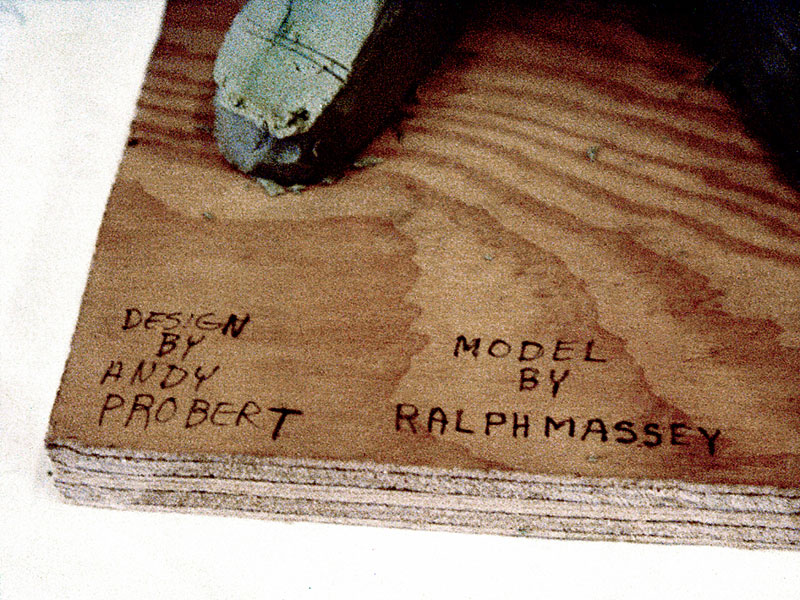 DESIGN
BY
ANDY
PROBERT
MODEL
BY
RALPH MASSEY